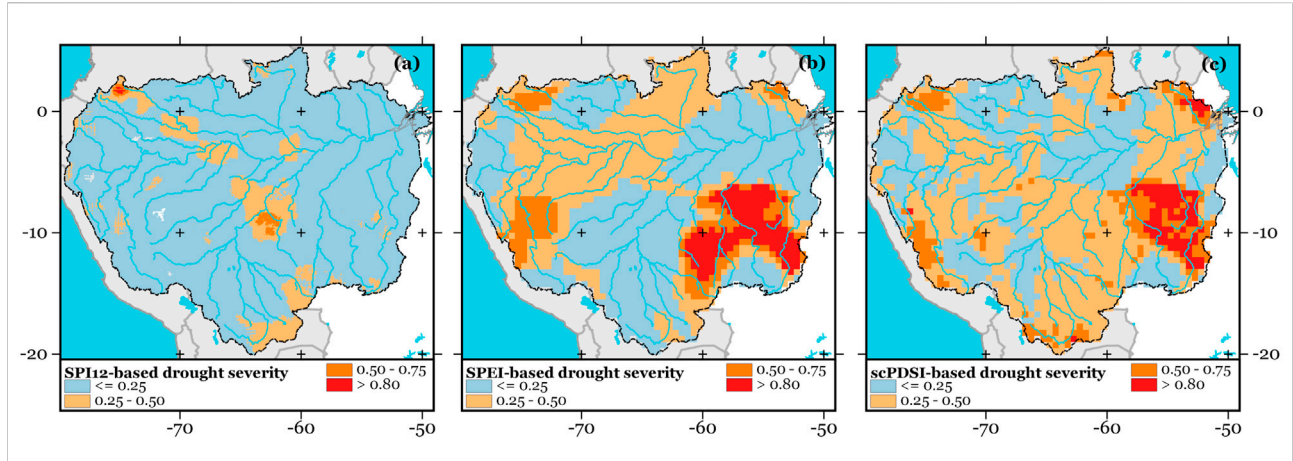 (a) (b) (c)
0 0
-10 -10
-20 -20
SPI12-based drought severity
<= 0.25
0.25 - 0.50
0.50 - 0.75
> 0.80
SPEI-based drought severity
<= 0.25
0.25 - 0.50
0.50 - 0.75
> 0.80
scPDSI-based drought severity
<= 0.25
0.25 - 0.50
0.50 - 0.75
> 0.80
-70 -60 -50 -70 -60 -50 -70 -60 -50